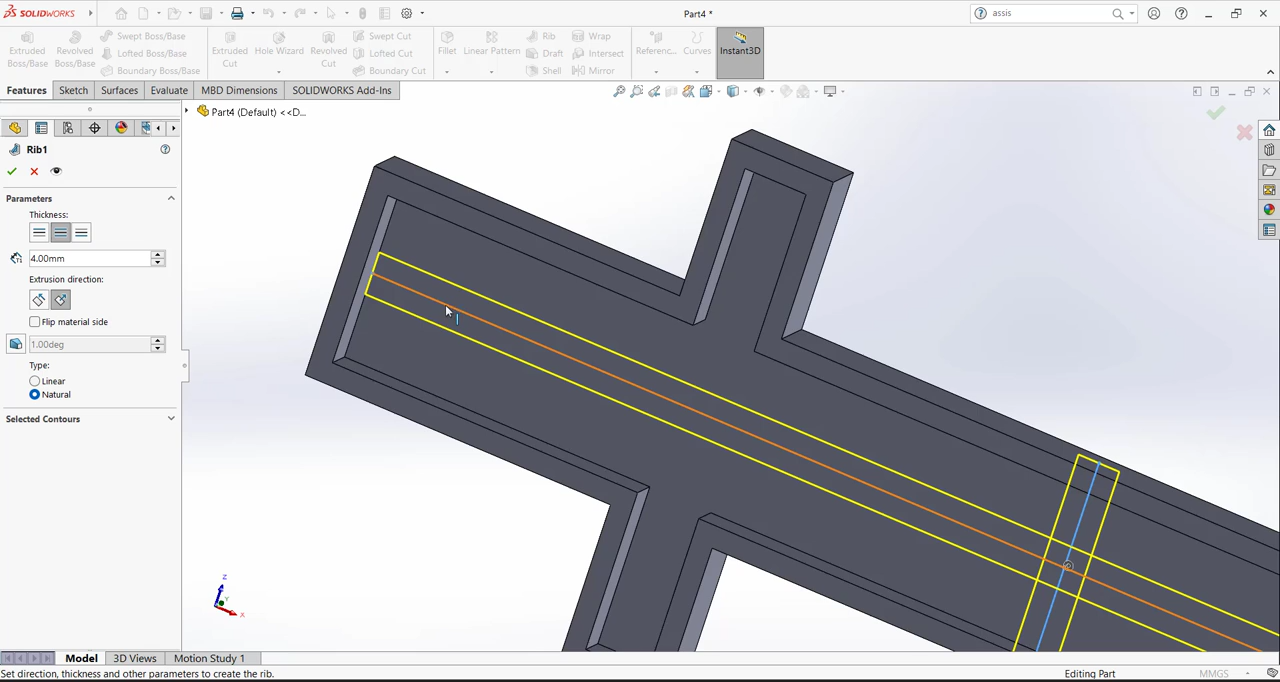 SOLIDWORKS
Part4 *
assis
Extruded Boss/Base
Revolved Boss/Base
Swept Boss/Base
Lofted Boss/Base
Boundary Boss/Base
Extruded Cut
Hole Wizard
Revolved Cut
Swept Cut
Lofted Cut
Boundary Cut
Fillet
Linear Pattern
Rib
Draft
Shell
Wrap
Intersect
Mirror
Referenc...
Curves
Instant3D
Features
Sketch
Surfaces
Evaluate
MBD Dimensions
SOLIDWORKS Add-Ins
Part4 (Default) <<D...
Rib1
Parameters
Thickness:
4.00mm
Extrusion direction:
Flip material side
1.00deg
Type:
Linear
Natural
Selected Contours
Z
Y
X
Model
3D Views
Motion Study 1
Set direction, thickness and other parameters to create the rib.
Editing Part
MMGS